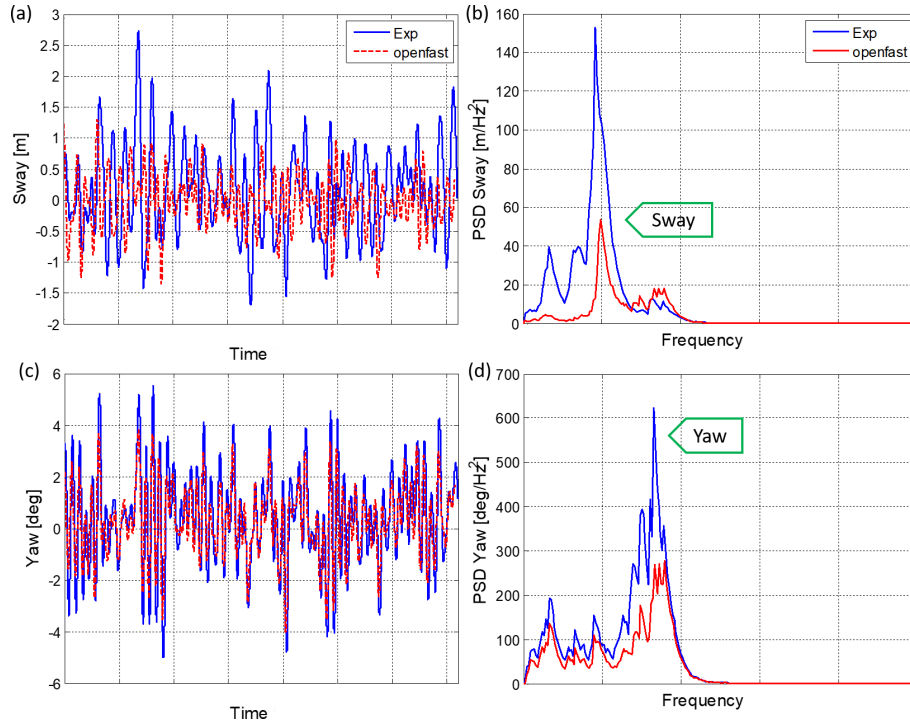 (a)
3
2.5
2
1.5
1
0.5
0
-0.5
-1
-1.5
-2
Sway [m]
Time
Exp
openfast
(b)
160
140
120
100
80
60
40
20
0
PSD Sway [m/Hz²]
Frequency
Exp
openfast
Sway
(c)
6
4
2
0
-2
-4
-6
Yaw [deg]
Time
(d)
700
600
500
400
300
200
100
0
PSD Yaw [deg/Hz²]
Frequency
Yaw